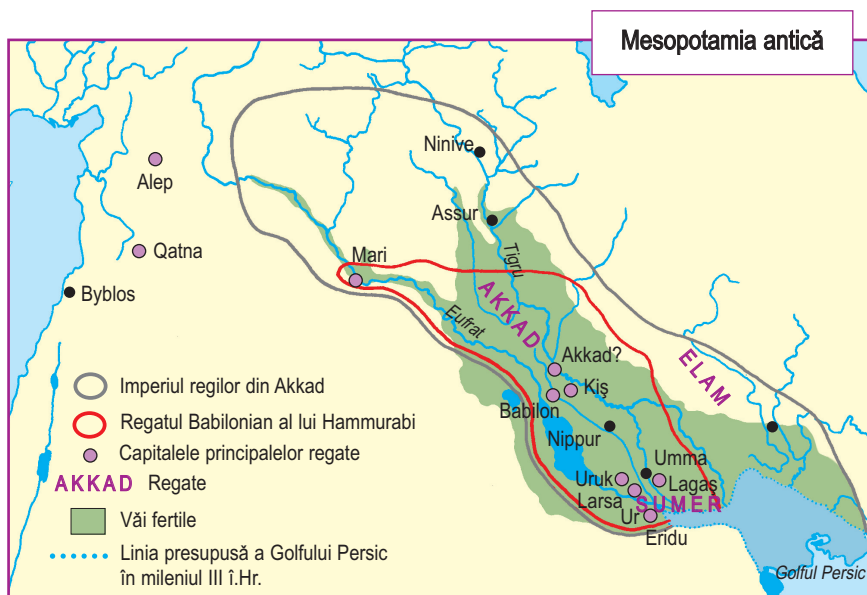 Mesopotamia antică
Ninive
Alep
Assur
Tigru
Qatna
Mari
Byblos
AKKAD
Eufrat
Akkad?
ELAM
Kiş
Babilon
Nippur
Umma
Uruk
Lagaş
Larsa
SUMER
Ur
Eridu
Golful Persic
Imperiul regilor din Akkad
Regatul Babilonian al lui Hammurabi
Capitalele principalelor regate
AKKAD Regate
Văi fertile
Linia presupusă a Golfului Persic
în mileniul III î.Hr.